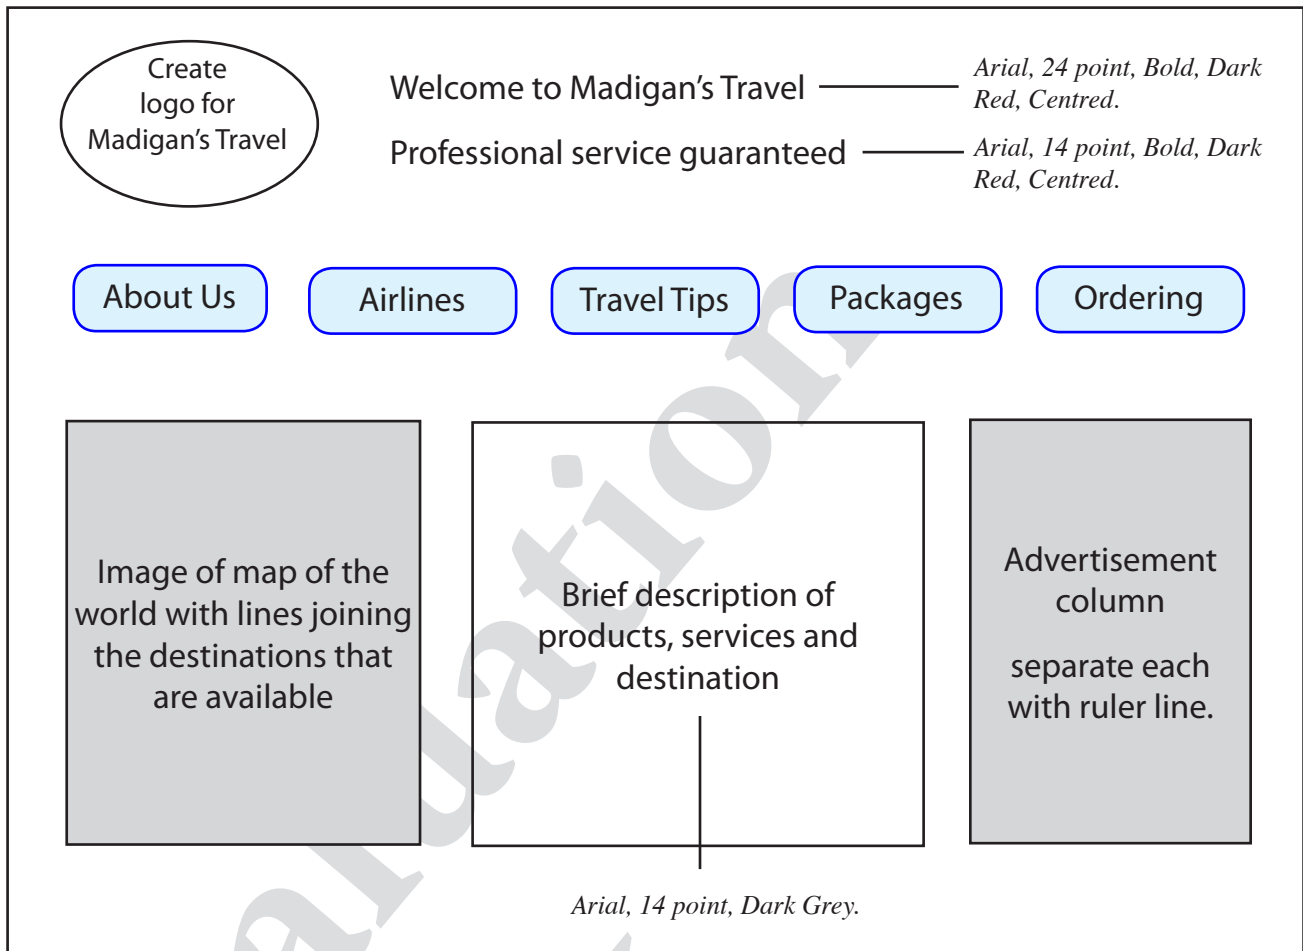 Create
logo for
Madigan’s Travel
Welcome to Madigan’s Travel
Arial, 24 point, Bold, Dark
Red, Centred.
Professional service guaranteed
Arial, 14 point, Bold, Dark
Red, Centred.
About Us
Airlines
Travel Tips
Packages
Ordering
Image of map of the
world with lines joining
the destinations that
are available
Brief description of
products, services and
destination
Arial, 14 point, Dark Grey.
Advertisement
column
separate each
with ruler line.